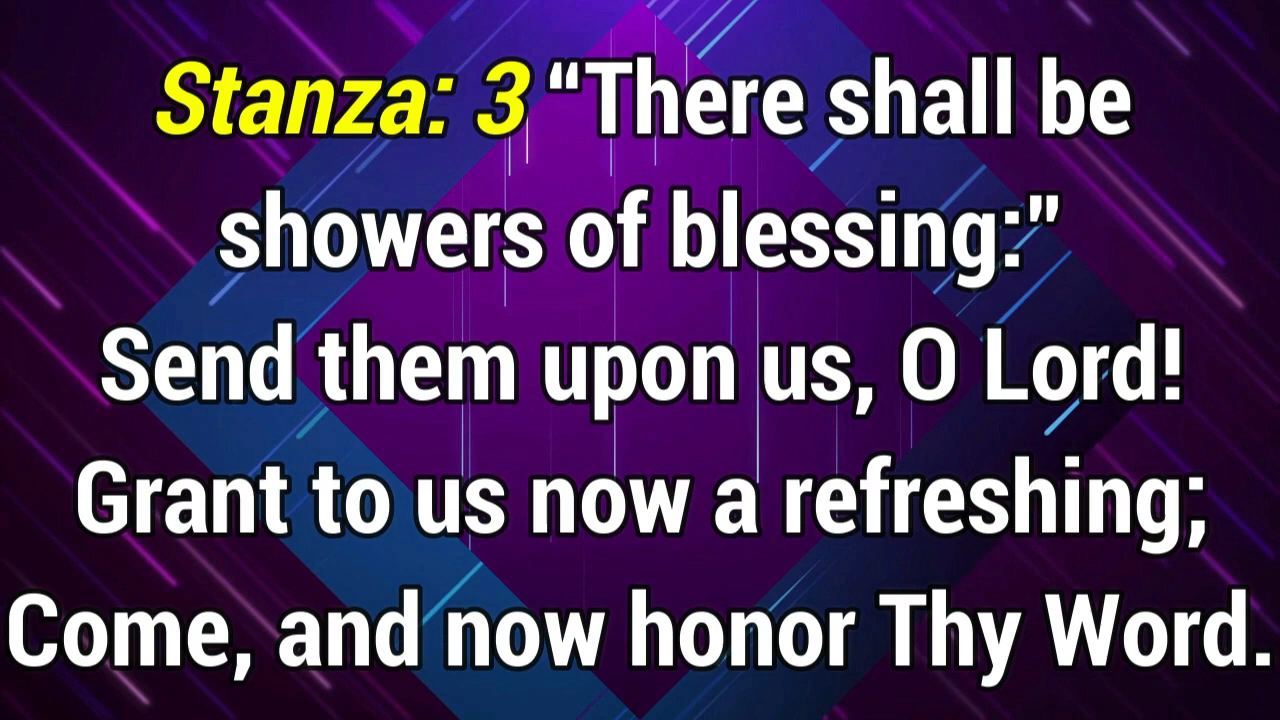 Stanza: 3 “There shall be
showers of blessing:”
Send them upon us, O Lord!
Grant to us now a refreshing;
Come, and now honor Thy Word.